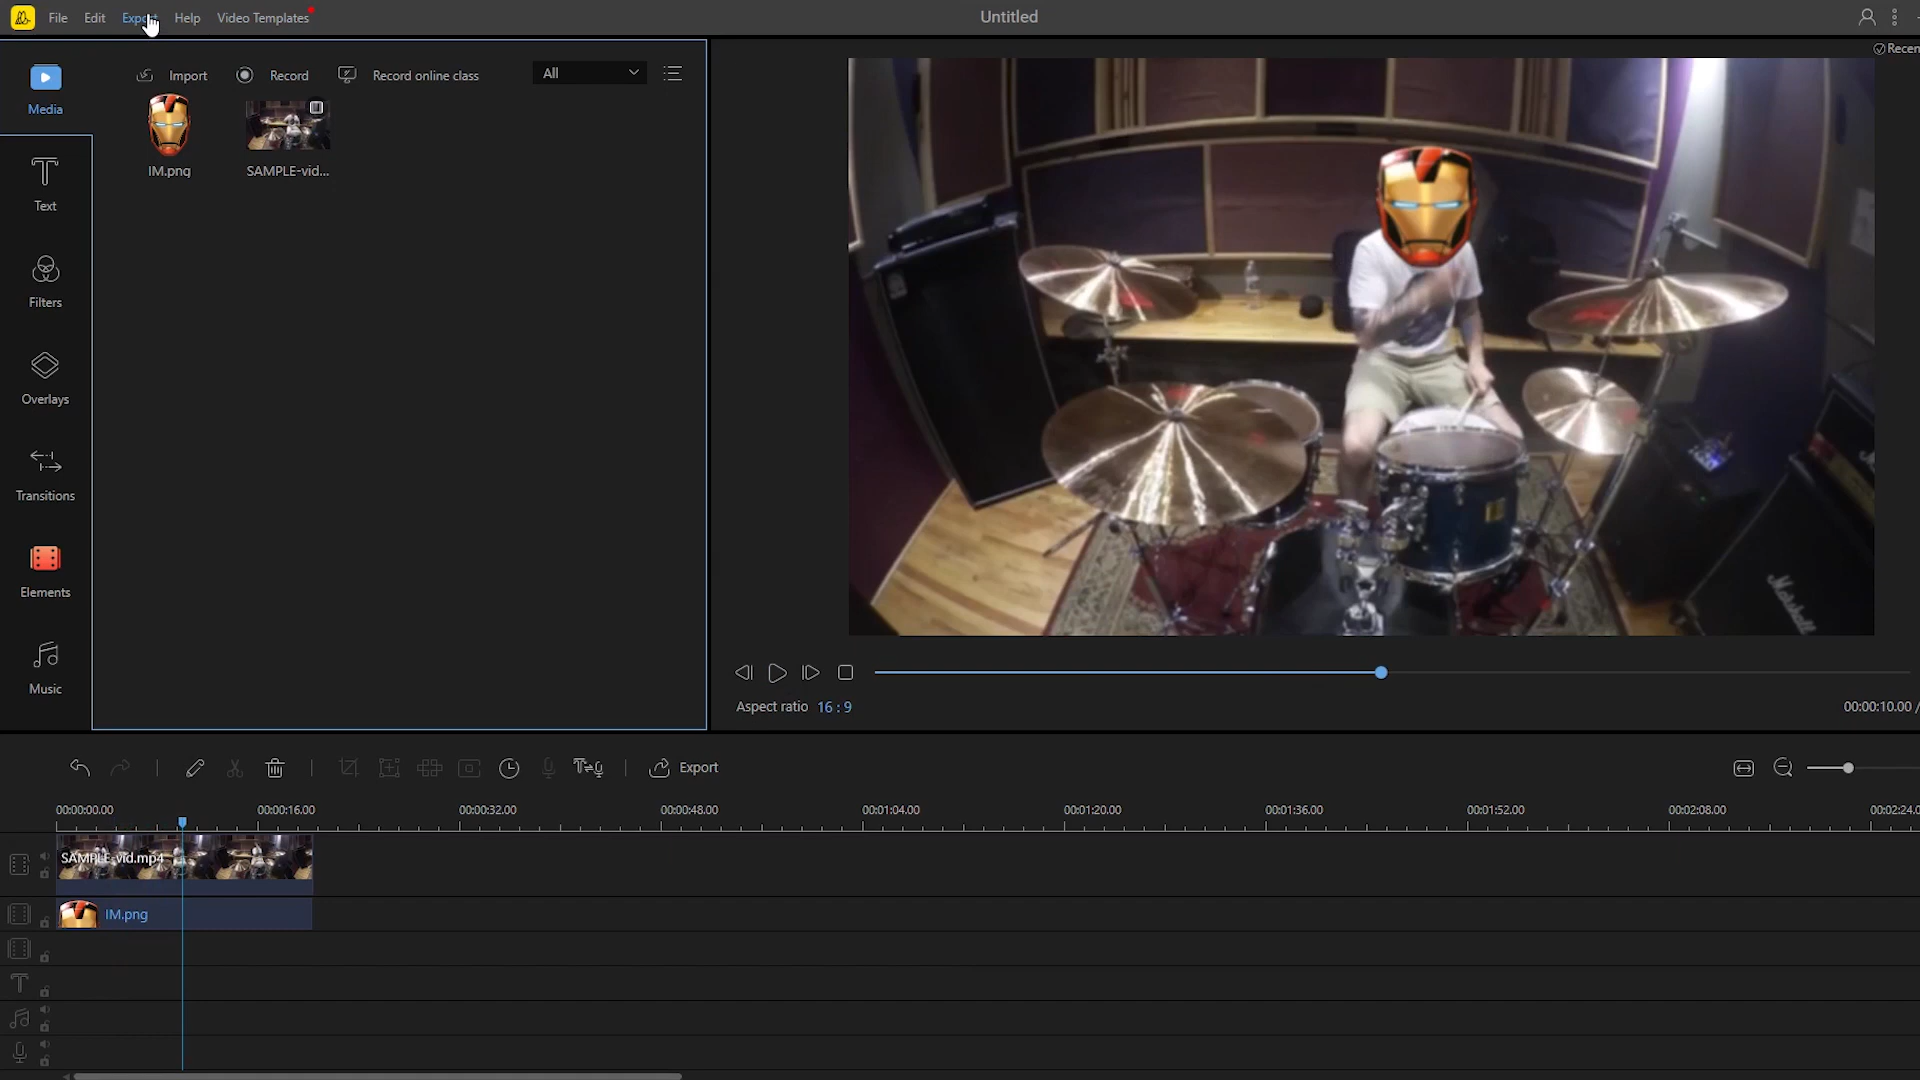 File Edit Export Help Video Templates
Untitled
Recen
Import Record Record online class All
Media
IM.png SAMPLE-vid...
Text
Filters
Overlays
Transitions
Elements
Music
Marshall
Aspect ratio 16 : 9
00:00:10.00 /
Export
00:00:00.00 00:00:16.00 00:00:32.00 00:00:48.00 00:01:04.00 00:01:20.00 00:01:36.00 00:01:52.00 00:02:08.00 00:02:24.0
SAMPLE-vid.mp4
IM.png